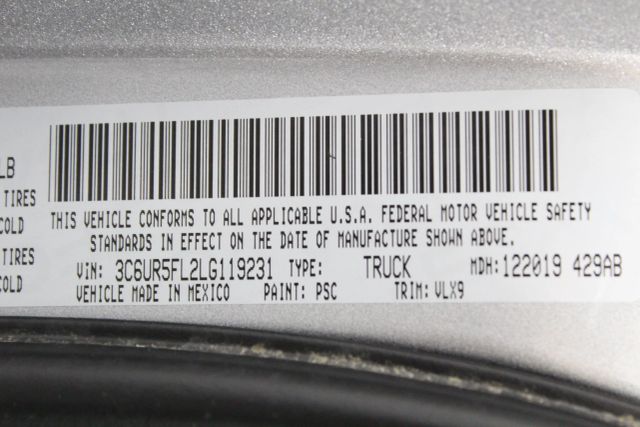 LB
TIRES
COLD
TIRES
COLD
THIS VEHICLE CONFORMS TO ALL APPLICABLE U.S.A. FEDERAL MOTOR VEHICLE SAFETY
STANDARDS IN EFFECT ON THE DATE OF MANUFACTURE SHOWN ABOVE.
VIN: 3C6UR5FL2LG119231 TYPE: TRUCK MDH:122019 429AB
VEHICLE MADE IN MEXICO PAINT: PSC TRIM:VLX9